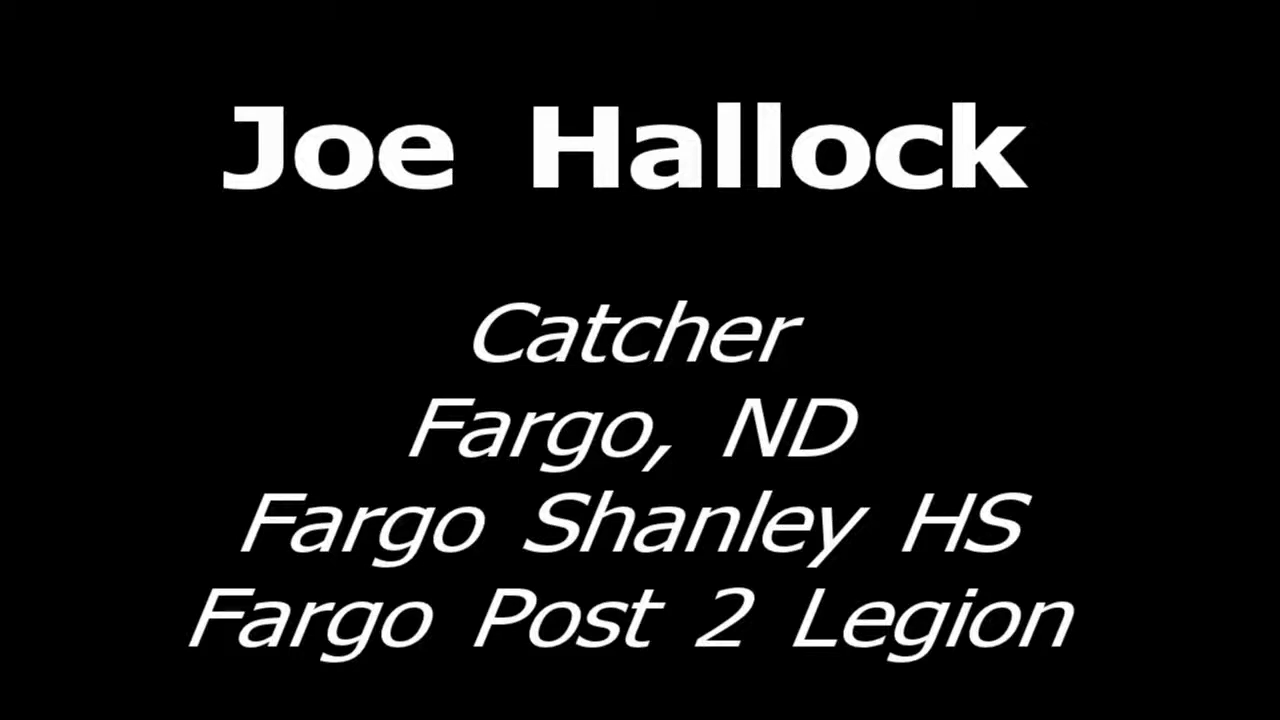 Joe Hallock
Catcher
Fargo, ND
Fargo Shanley HS
Fargo Post 2 Legion